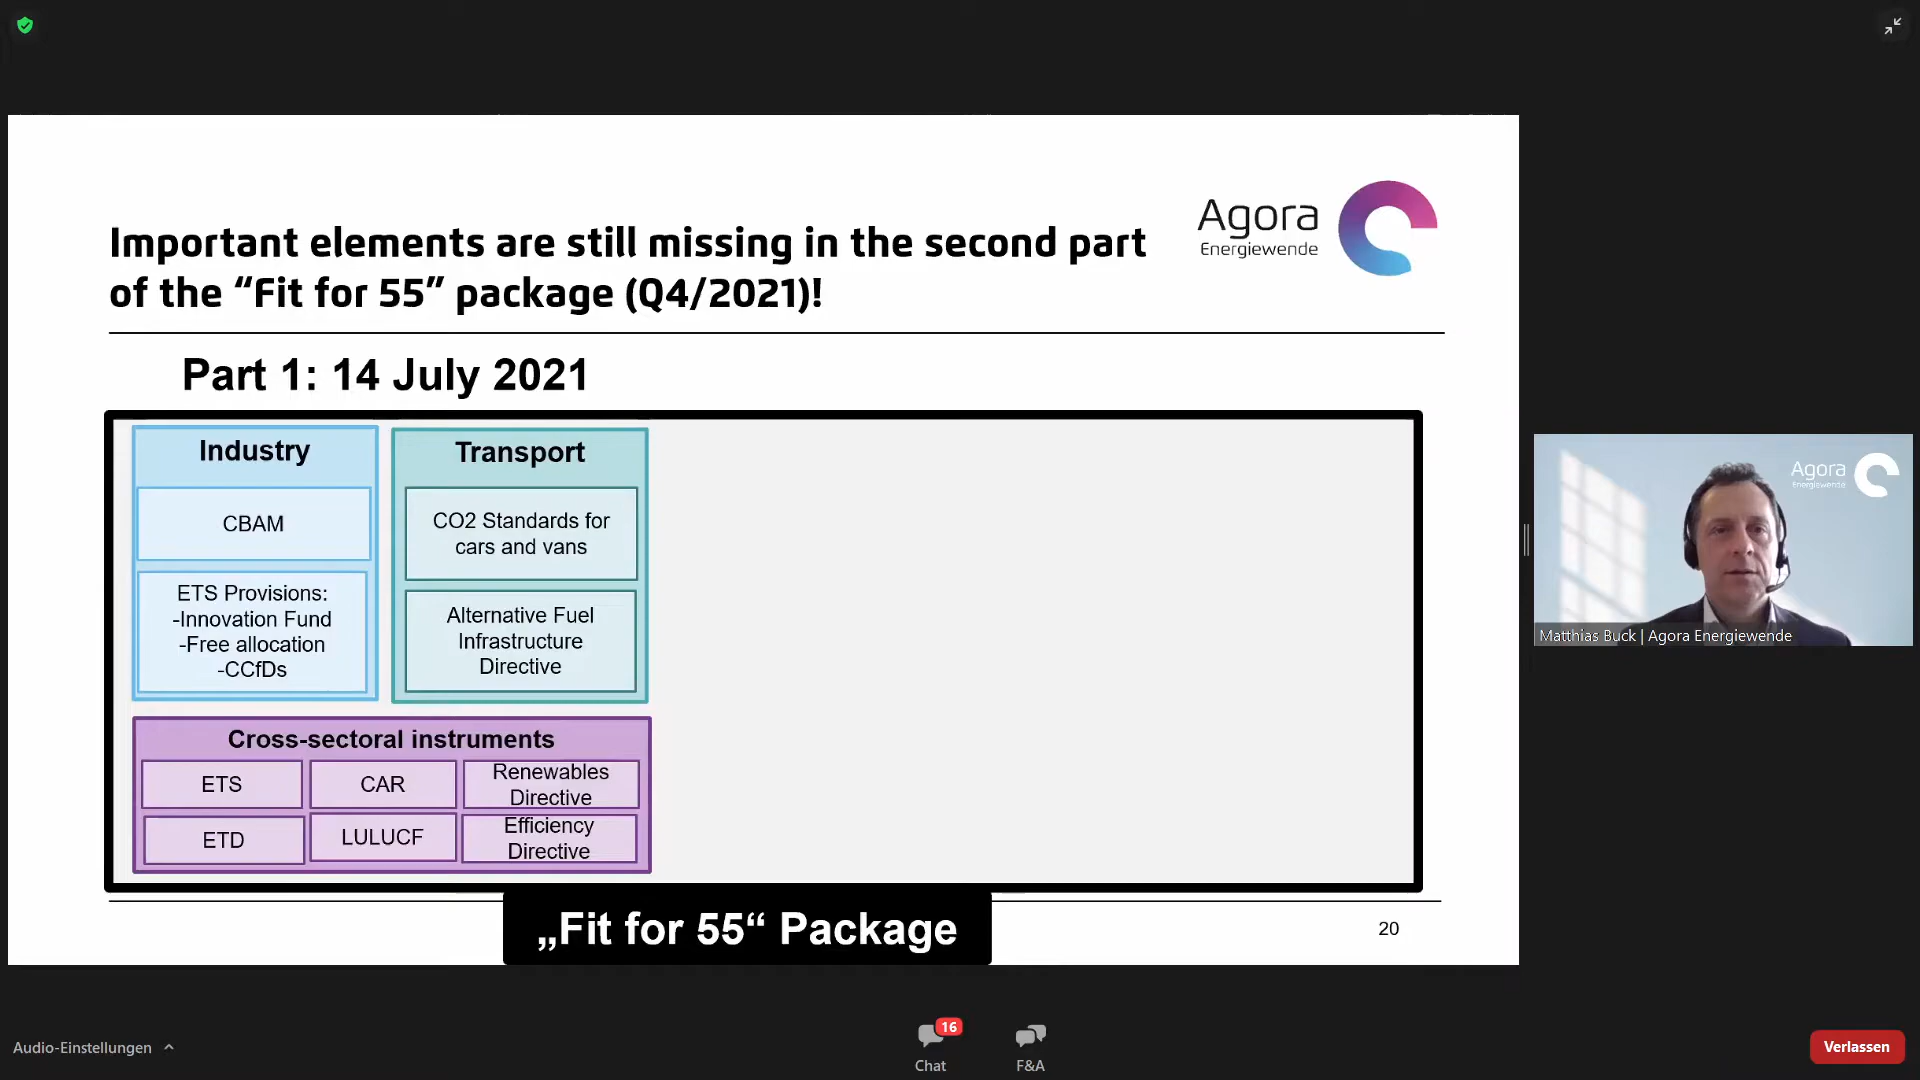 Agora
Energiewende
Important elements are still missing in the second part
of the “Fit for 55” package (Q4/2021)!
Part 1: 14 July 2021
Industry
CBAM
ETS Provisions:
-Innovation Fund
-Free allocation
-CCfDs
Transport
CO2 Standards for
cars and vans
Alternative Fuel
Infrastructure
Directive
Cross-sectoral instruments
ETS
CAR
Renewables
Directive
ETD
LULUCF
Efficiency
Directive
„Fit for 55“ Package
20
Agora
Energiewende
Matthias Buck | Agora Energiewende
Audio-Einstellungen
16
Chat
F&A
Verlassen